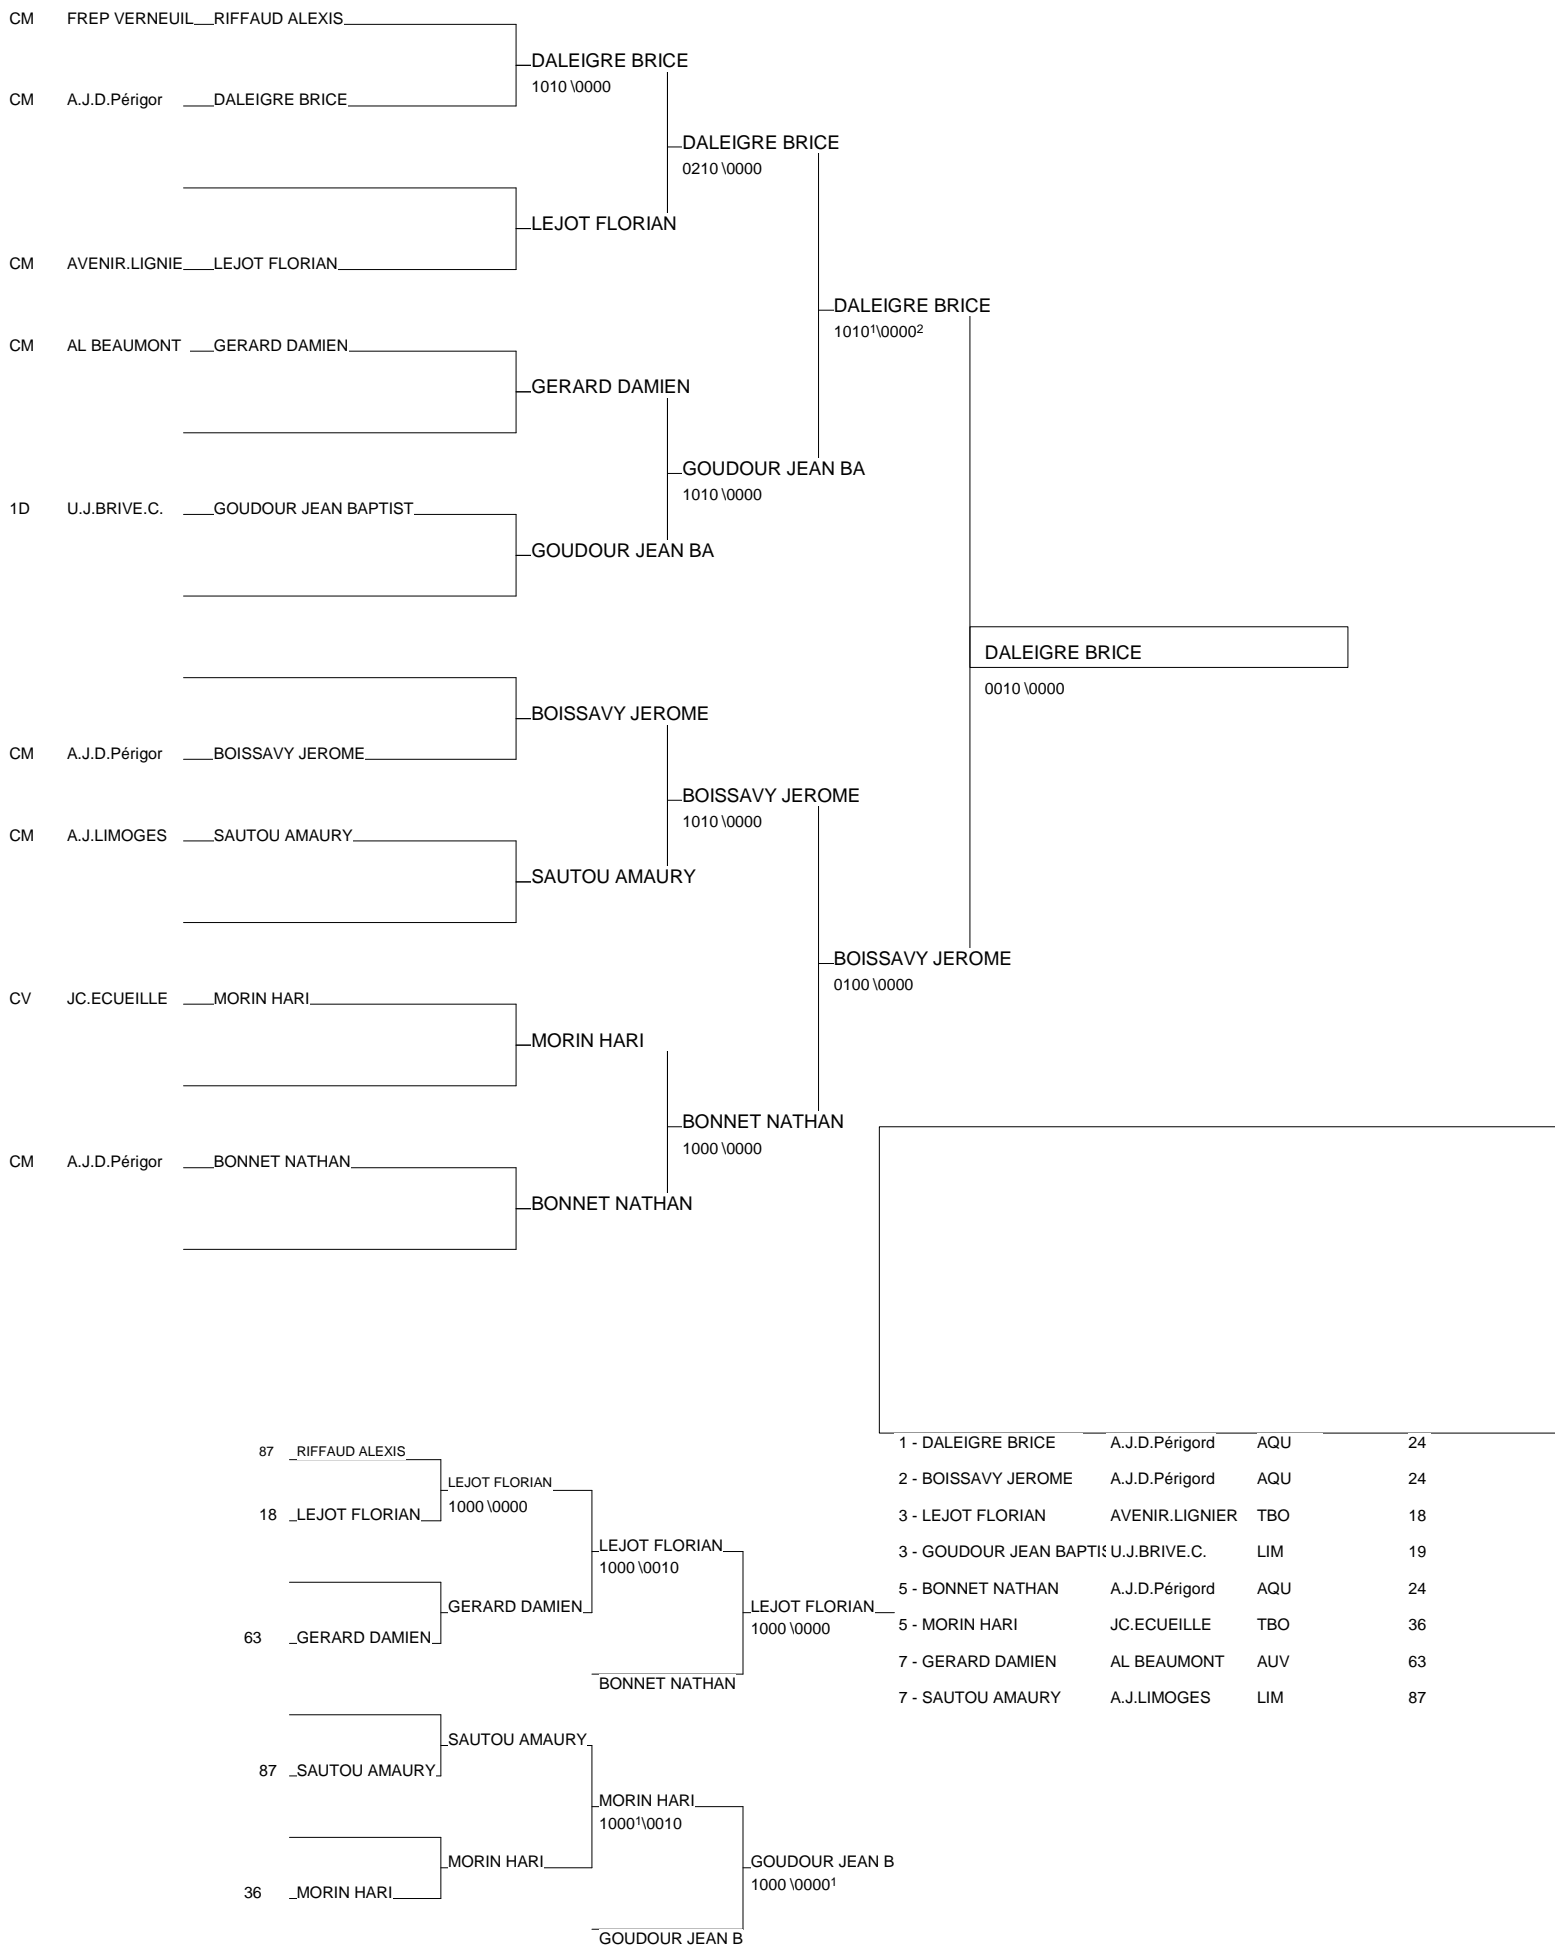 CM FREP VERNEUIL RIFFAUD ALEXIS
DALEIGRE BRICE
1010 \0000
CM A.J.D.Périgor DALEIGRE BRICE
DALEIGRE BRICE
0210 \0000
LEJOT FLORIAN
CM AVENIR.LIGNIE LEJOT FLORIAN
DALEIGRE BRICE
1010¹\0000²
CM AL BEAUMONT GERARD DAMIEN
GERARD DAMIEN
GOUDOUR JEAN BA
1010 \0000
1D U.J.BRIVE.C. GOUDOUR JEAN BAPTIST
GOUDOUR JEAN BA
DALEIGRE BRICE
0010 \0000
BOISSAVY JEROME
CM A.J.D.Périgor BOISSAVY JEROME
BOISSAVY JEROME
1010 \0000
CM A.J.LIMOGES SAUTOU AMAURY
SAUTOU AMAURY
BOISSAVY JEROME
0100 \0000
CV JC.ECUEILLE MORIN HARI
MORIN HARI
BONNET NATHAN
1000 \0000
CM A.J.D.Périgor BONNET NATHAN
BONNET NATHAN
87 RIFFAUD ALEXIS
LEJOT FLORIAN
1000 \0000
18 LEJOT FLORIAN
LEJOT FLORIAN
1000 \0010
GERARD DAMIEN
63 GERARD DAMIEN
LEJOT FLORIAN
1000 \0000
BONNET NATHAN
SAUTOU AMAURY
87 SAUTOU AMAURY
MORIN HARI
1000¹\0010
MORIN HARI
36 MORIN HARI
GOUDOUR JEAN B
1000 \0000¹
GOUDOUR JEAN B
1 - DALEIGRE BRICE A.J.D.Périgord AQU 24
2 - BOISSAVY JEROME A.J.D.Périgord AQU 24
3 - LEJOT FLORIAN AVENIR.LIGNIER TBO 18
3 - GOUDOUR JEAN BAPTIS U.J.BRIVE.C. LIM 19
5 - BONNET NATHAN A.J.D.Périgord AQU 24
5 - MORIN HARI JC.ECUEILLE TBO 36
7 - GERARD DAMIEN AL BEAUMONT AUV 63
7 - SAUTOU AMAURY A.J.LIMOGES LIM 87